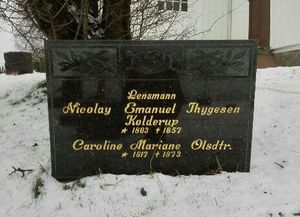 Lensmann
Nicolay Emanuel Thygesen
Kolderup
* 1803 † 1857
Caroline Mariane Olsdtr.
* 1817 † 1873